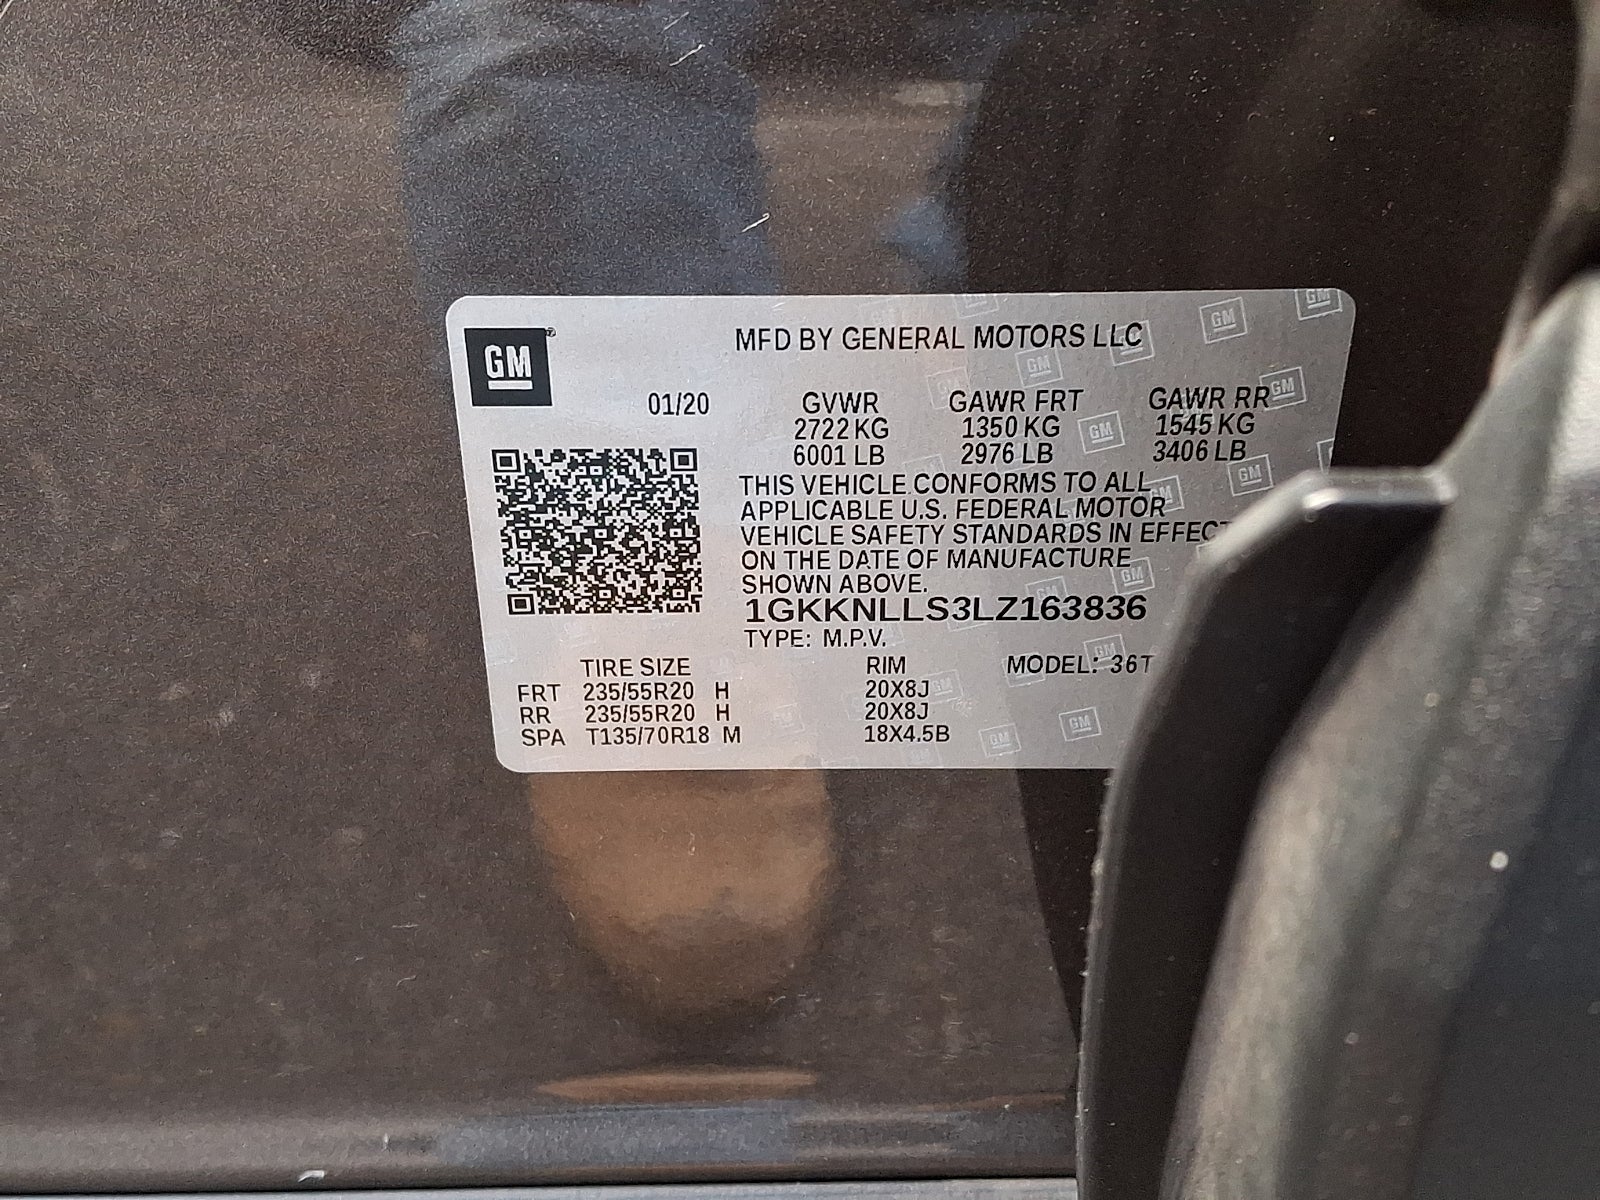 GM
MFD BY GENERAL MOTORS LLC
01/20 GVWR GAWR FRT GAWR RR
2722 KG 1350 KG 1545 KG
6001 LB 2976 LB 3406 LB
THIS VEHICLE CONFORMS TO ALL
APPLICABLE U.S. FEDERAL MOTOR
VEHICLE SAFETY STANDARDS IN EFFECT
ON THE DATE OF MANUFACTURE
SHOWN ABOVE.
1GKKNLLS3LZ163836
TYPE: M.P.V.
TIRE SIZE RIM MODEL: 36T
FRT 235/55R20 H 20X8J
RR 235/55R20 H 20X8J
SPA T135/70R18 M 18X4.5B